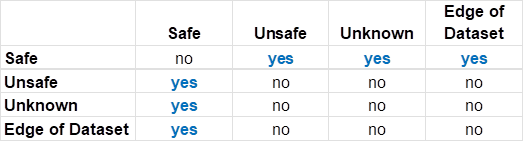 Safe Unsafe Unknown Edge of Dataset
Safe no yes yes yes
Unsafe yes no no no
Unknown yes no no no
Edge of Dataset yes no no no